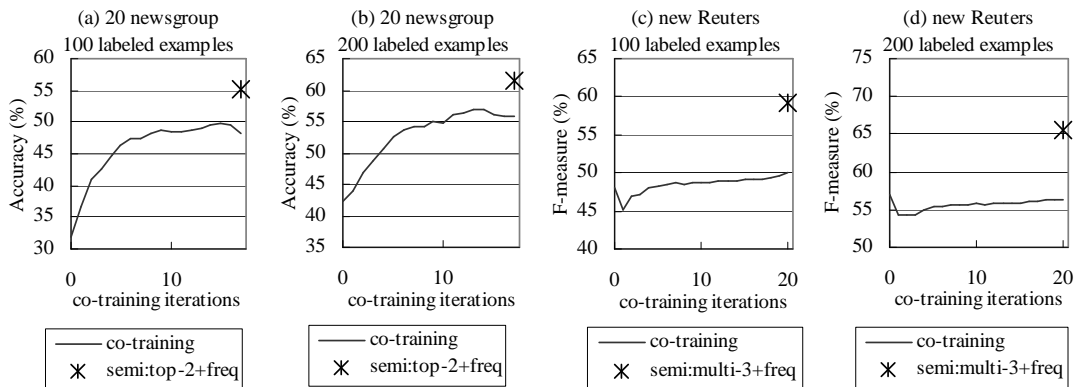 (a) 20 newsgroup
100 labeled examples
Accuracy (%)
60
55
50
45
40
35
30
0
10
co-training iterations
co-training
semi:top-2+freq
(b) 20 newsgroup
200 labeled examples
Accuracy (%)
65
60
55
50
45
40
35
0
10
co-training iterations
co-training
semi:top-2+freq
(c) new Reuters
100 labeled examples
F-measure (%)
65
60
55
50
45
40
0
10
20
co-training iterations
co-training
semi:multi-3+freq
(d) new Reuters
200 labeled examples
F-measure (%)
75
70
65
60
55
50
0
10
20
co-training iterations
co-training
semi:multi-3+freq